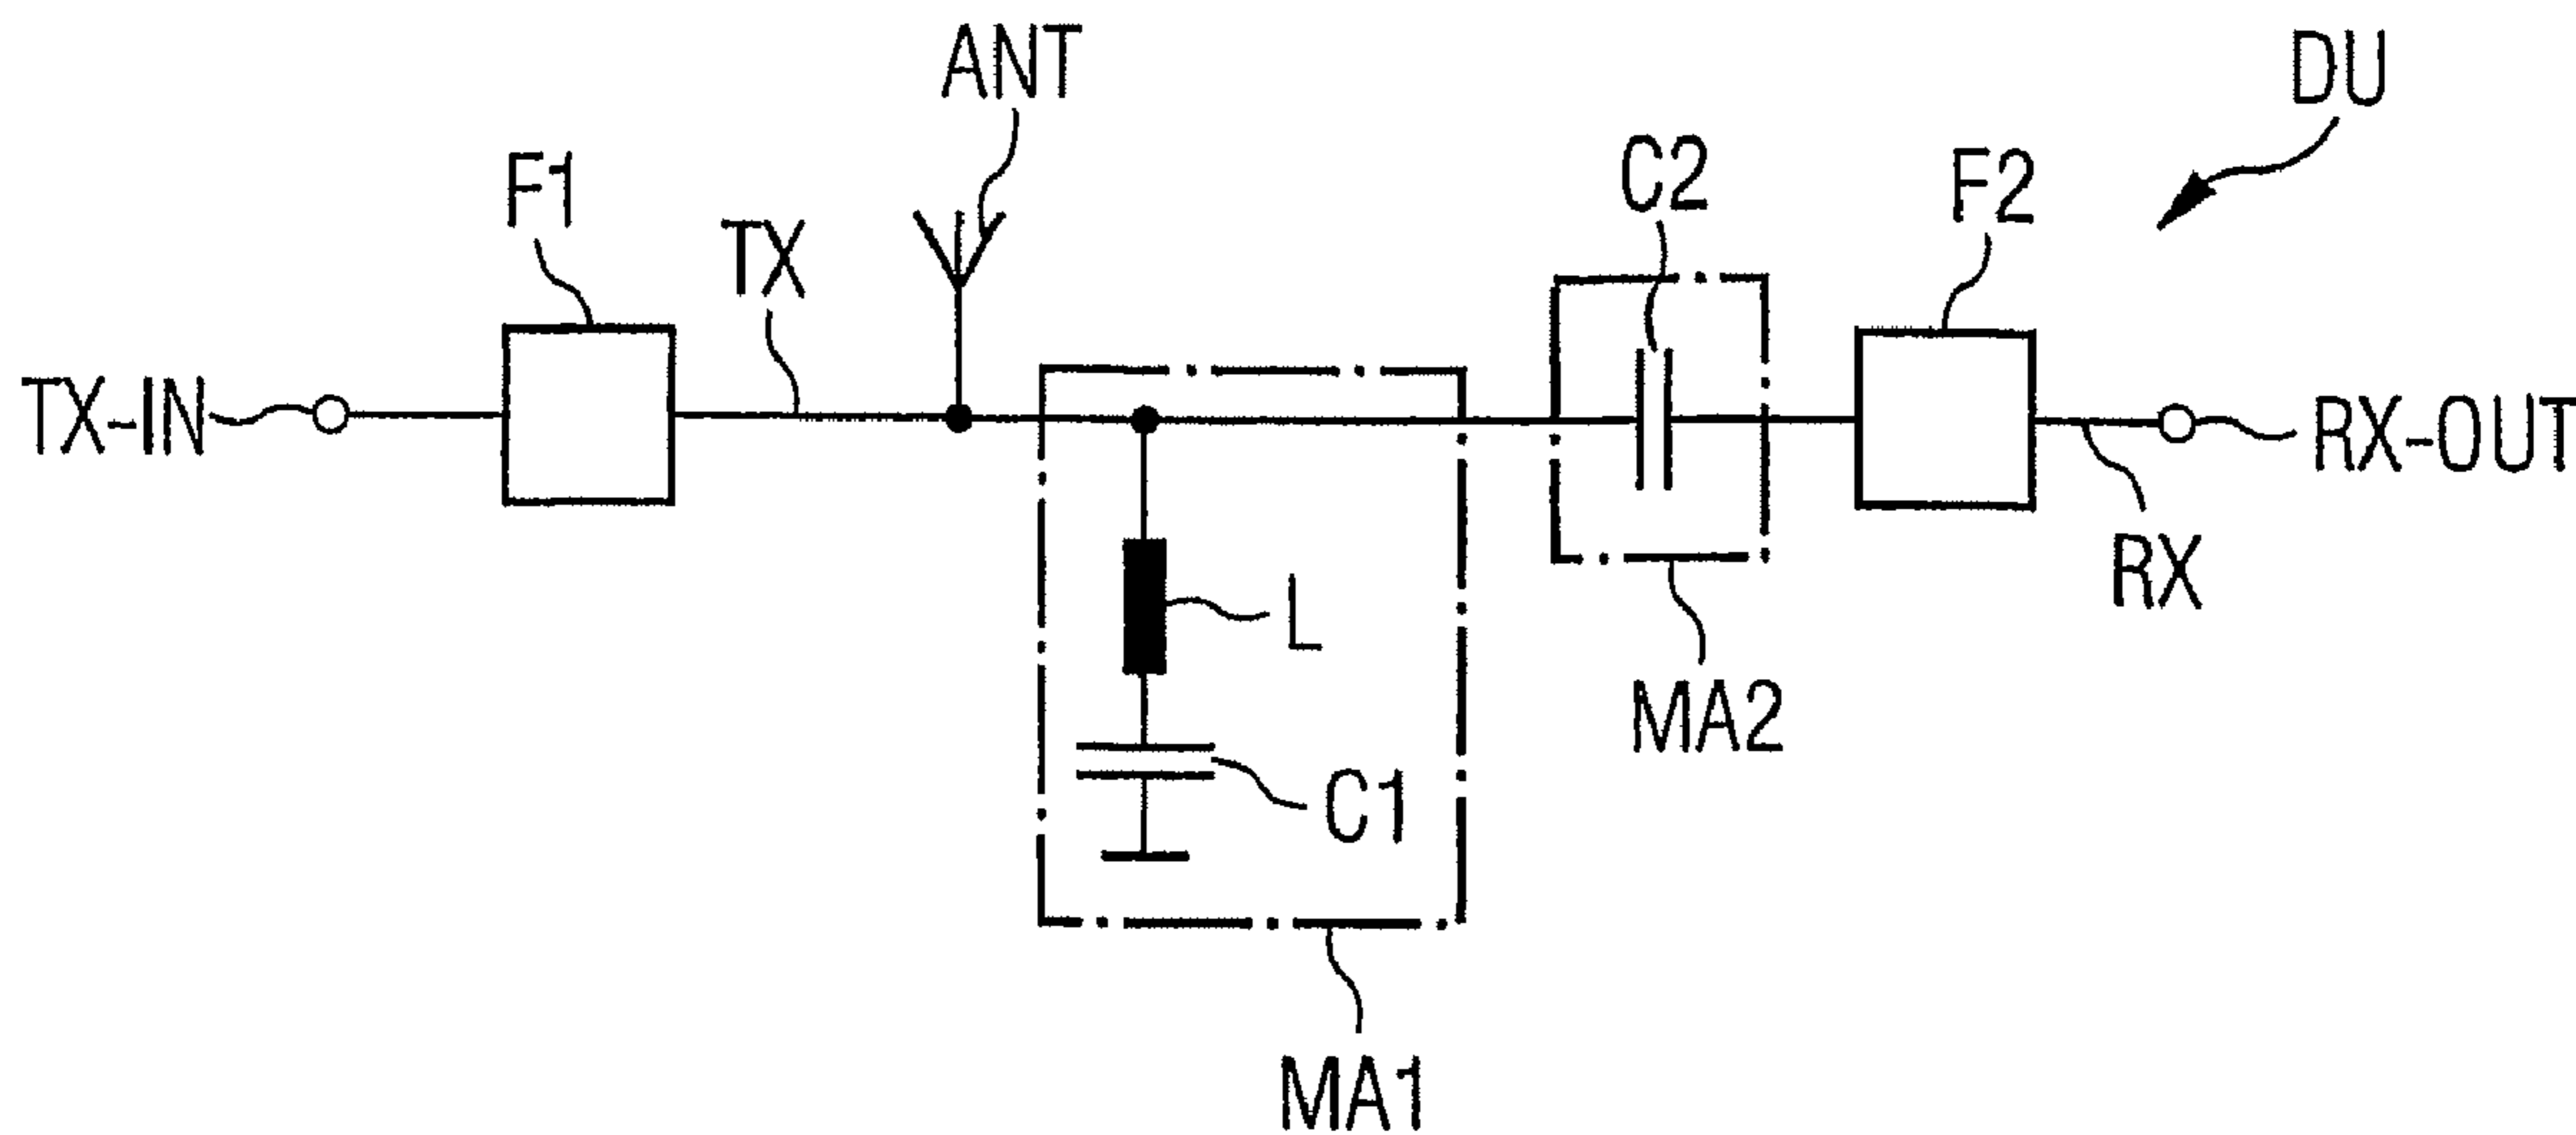 ANT
DU
C2
F1
F2
TX
TX-IN
RX-OUT
RX
L
MA2
C1
MA1